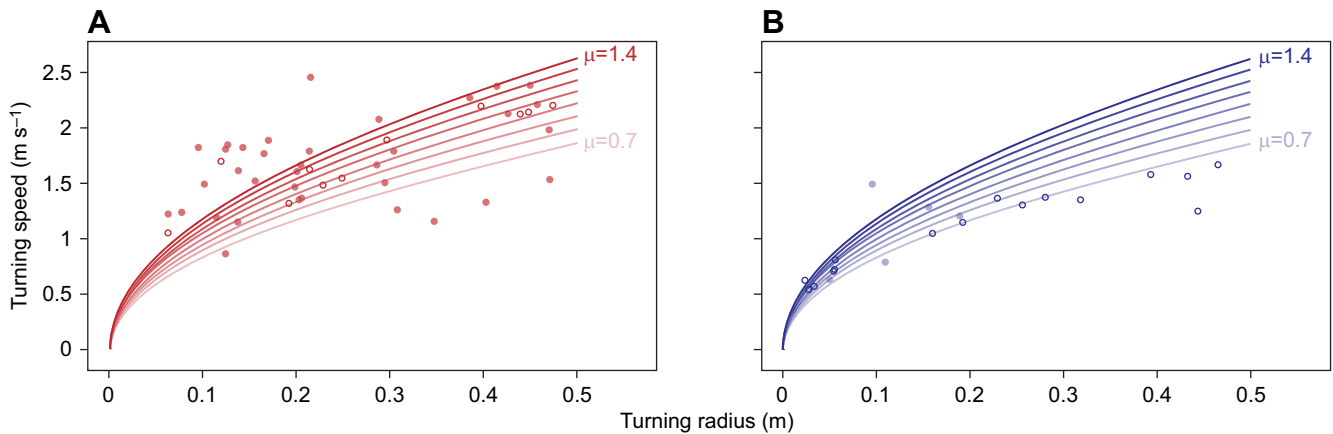 A
B
Turning speed (m s⁻¹)
2.5
2
1.5
1
0.5
0
μ=1.4
μ=0.7
μ=1.4
μ=0.7
0 0.1 0.2 0.3 0.4 0.5
0 0.1 0.2 0.3 0.4 0.5
Turning radius (m)